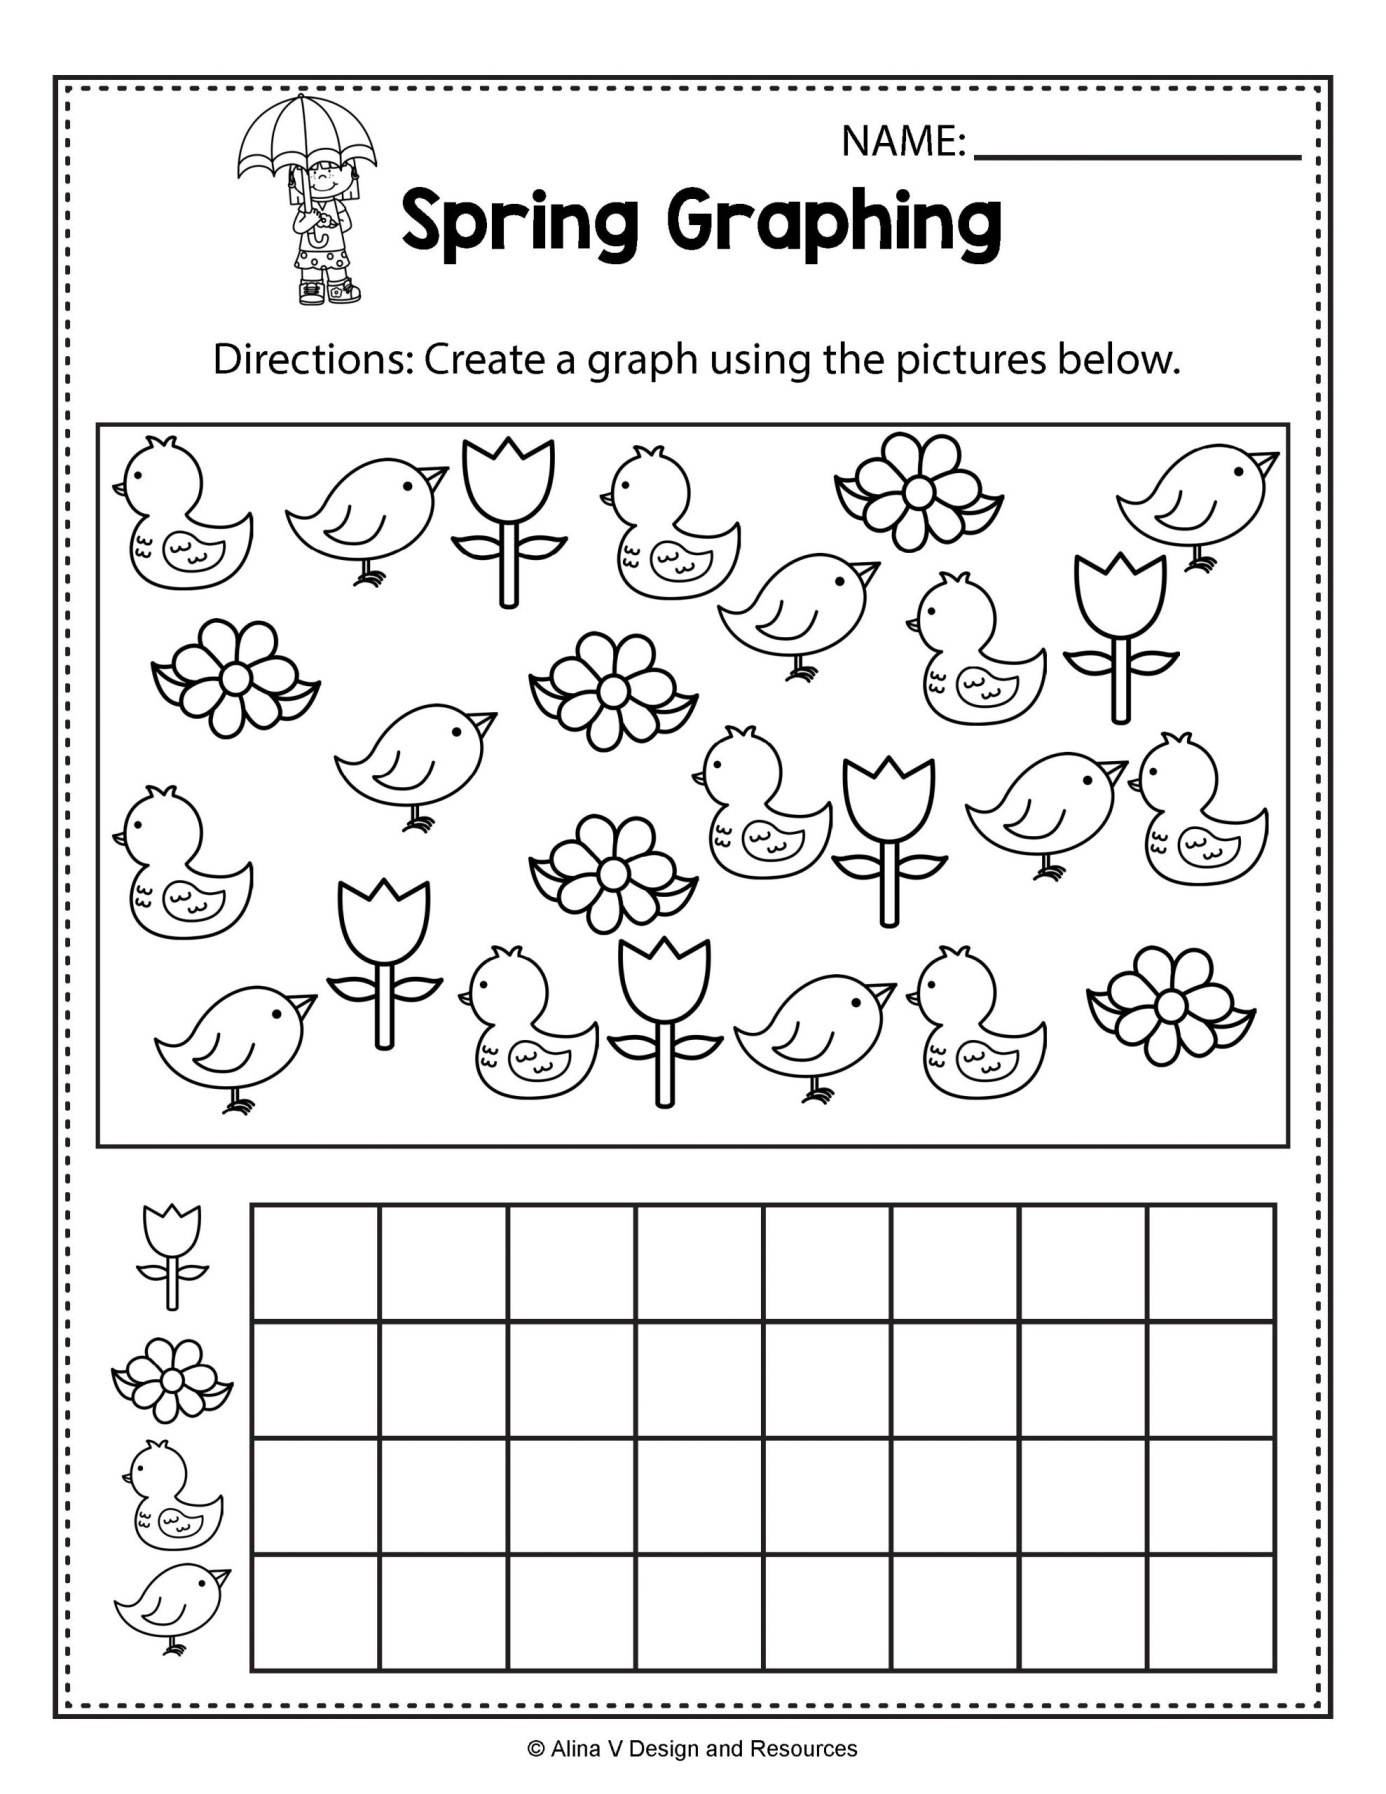 NAME:
Spring Graphing
Directions: Create a graph using the pictures below.
© Alina V Design and Resources